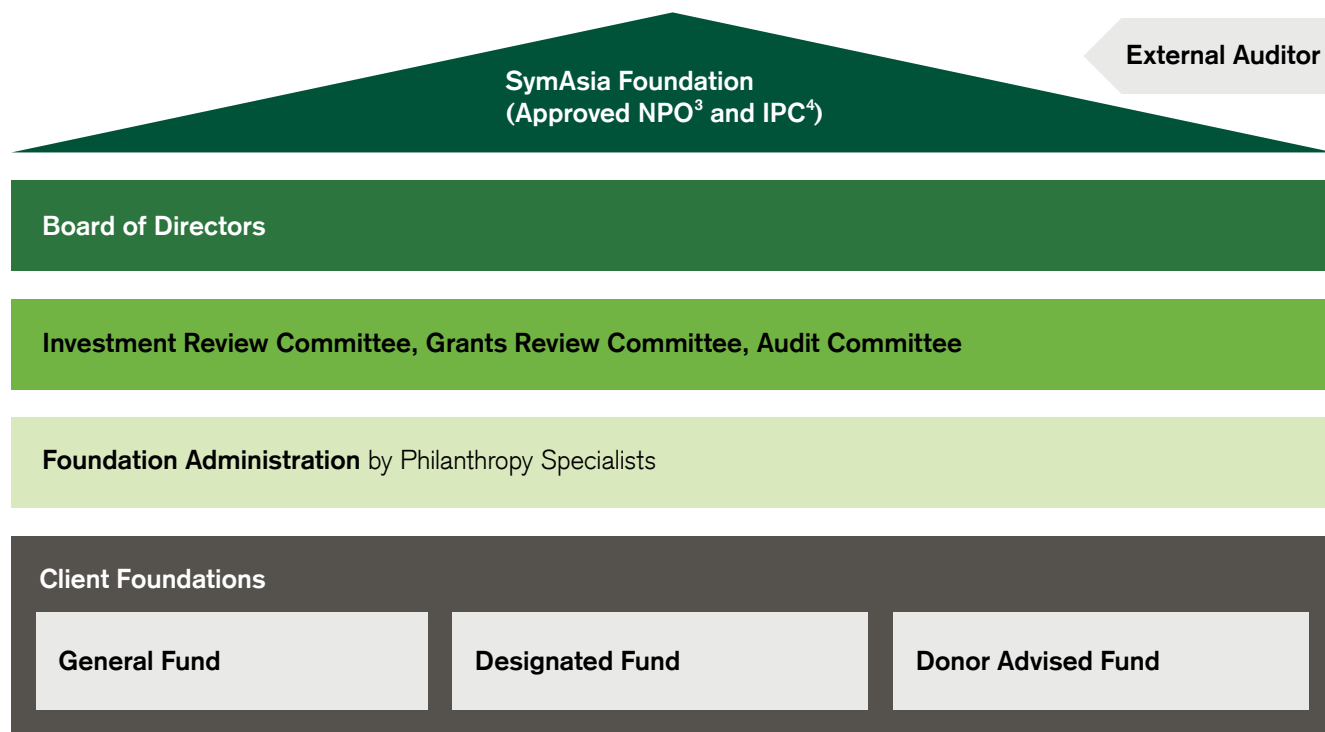 External Auditor
SymAsia Foundation
(Approved NPO³ and IPC⁴)
Board of Directors
Investment Review Committee, Grants Review Committee, Audit Committee
Foundation Administration by Philanthropy Specialists
Client Foundations
General Fund
Designated Fund
Donor Advised Fund